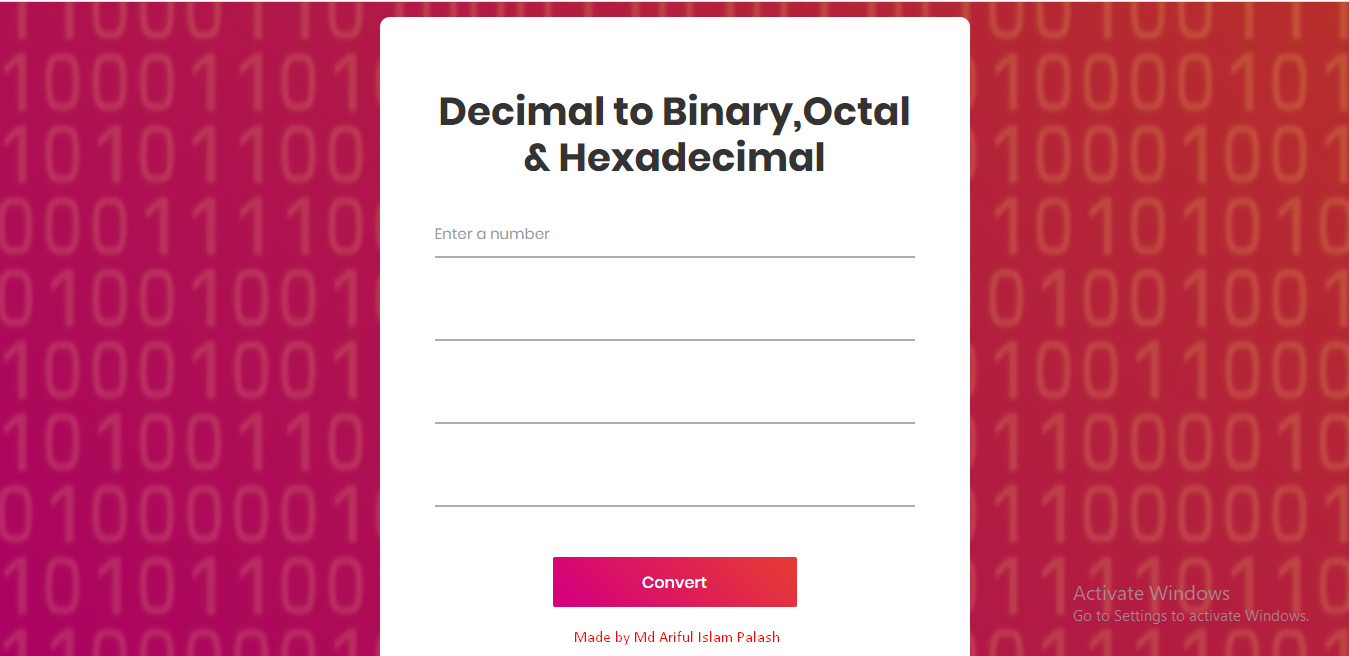 Decimal to Binary,Octal
& Hexadecimal
Enter a number
Convert
Made by Md Ariful Islam Palash
Activate Windows
Go to Settings to activate Windows.